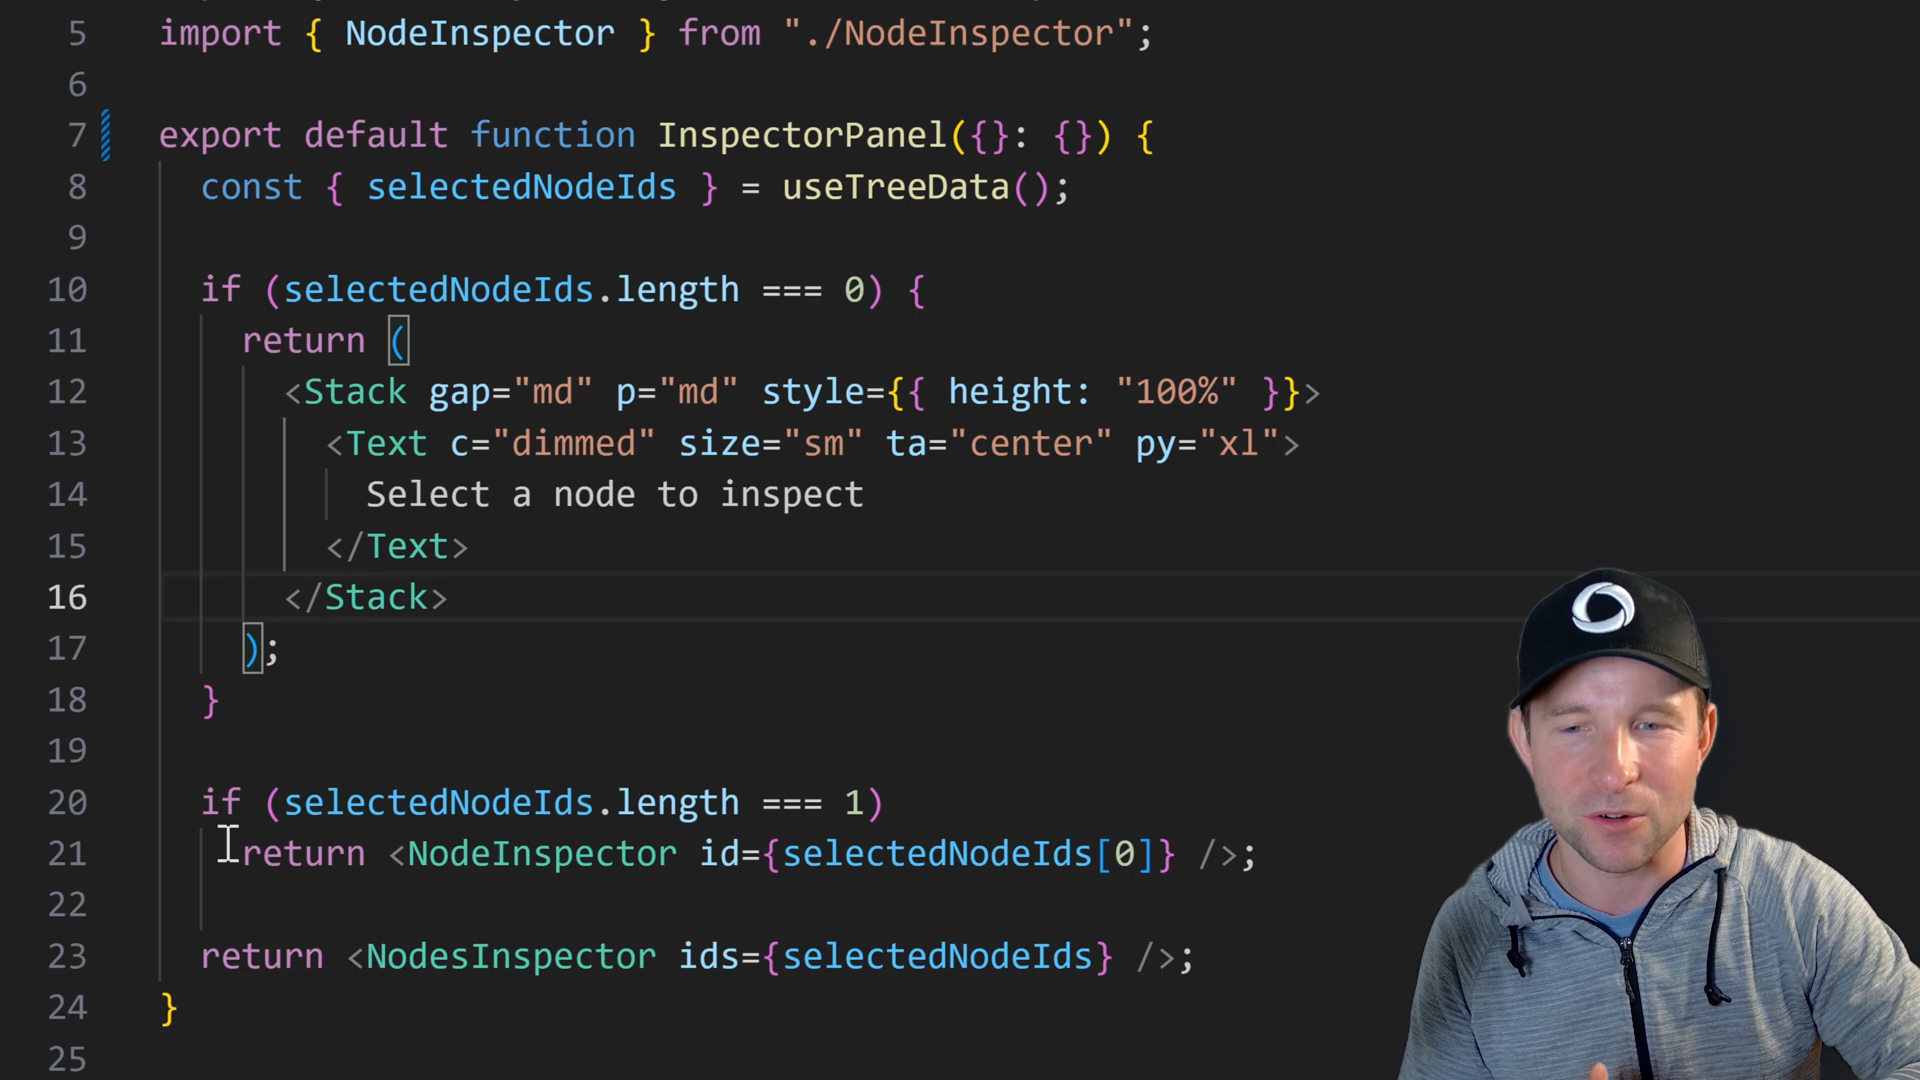 5 import { NodeInspector } from "./NodeInspector";
6
7 export default function InspectorPanel({}: {}) {
8 const { selectedNodeIds } = useTreeData();
9
10 if (selectedNodeIds.length === 0) {
11 return (
12 <Stack gap="md" p="md" style={{ height: "100%" }}>
13 <Text c="dimmed" size="sm" ta="center" py="xl">
14 Select a node to inspect
15 </Text>
16 </Stack>
17 );
18 }
19
20 if (selectedNodeIds.length === 1)
21 return <NodeInspector id={selectedNodeIds[0]} />;
22
23 return <NodesInspector ids={selectedNodeIds} />;
24 }
25